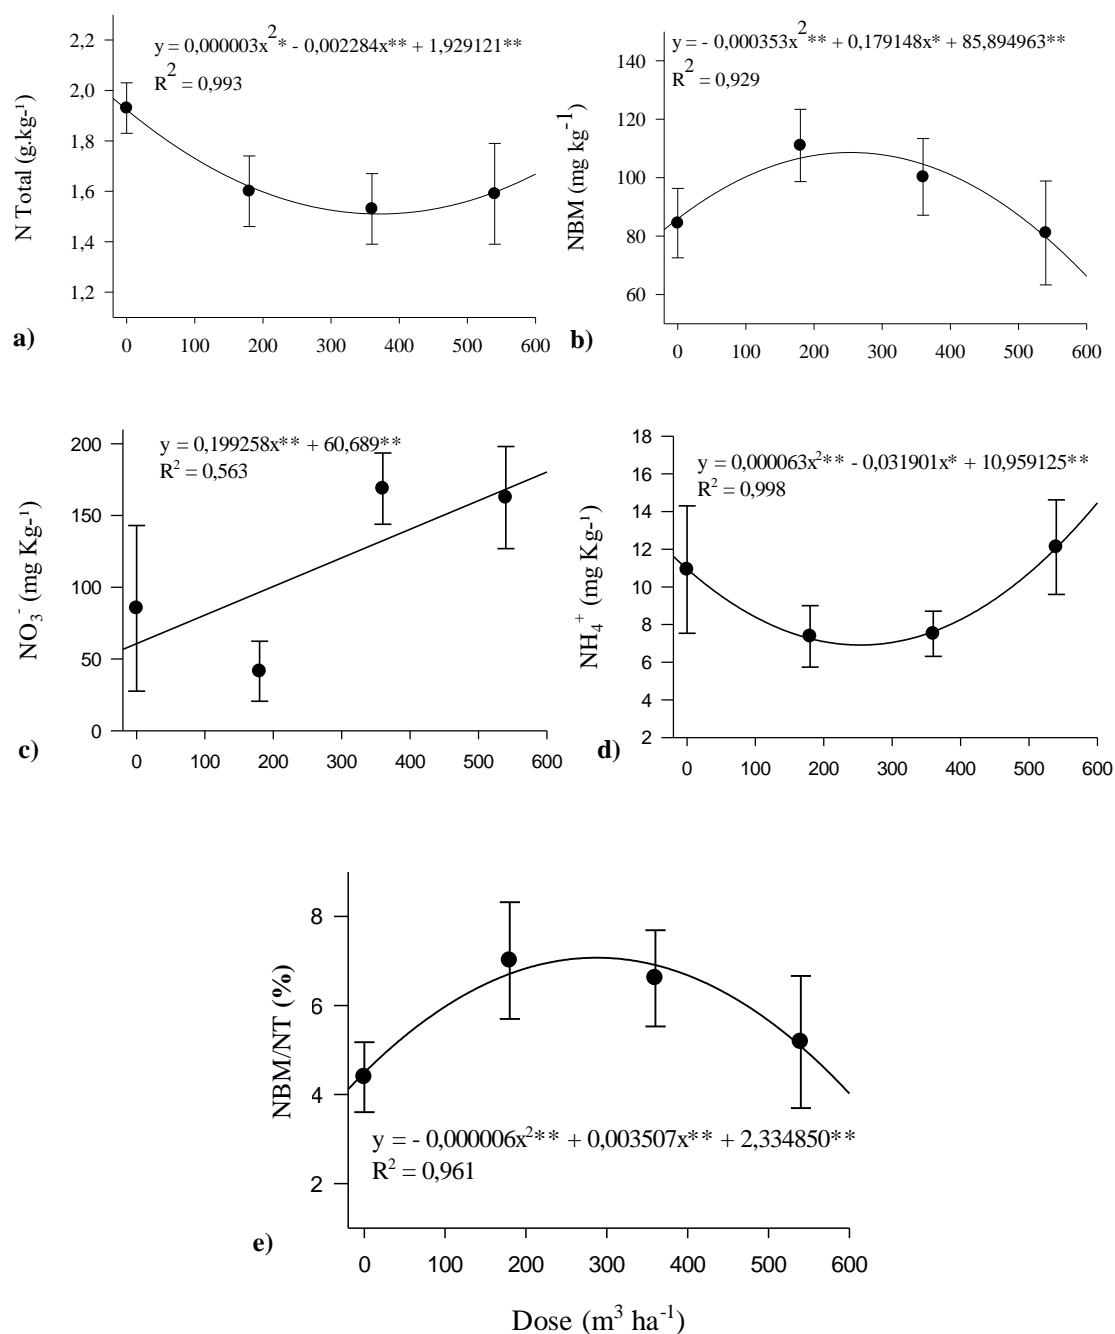 y = 0,000003x2* - 0,002284x** + 1,929121**
R2 = 0,993
N Total (g.kg-¹)
2,2
2,0
1,8
1,6
1,4
1,2
0 100 200 300 400 500 600
a)
y = - 0,000353x2** + 0,179148x* + 85,894963**
R2 = 0,929
NBM (mg kg-1)
140
120
100
80
60
0 100 200 300 400 500 600
b)
y = 0,199258x** + 60,689**
R2 = 0,563
NO3- (mg Kg-¹)
200
150
100
50
0
0 100 200 300 400 500 600
c)
y = 0,000063x2** - 0,031901x* + 10,959125**
R2 = 0,998
NH4+ (mg Kg-¹)
18
16
14
12
10
8
6
4
2
0 100 200 300 400 500 600
d)
NBM/NT (%)
8
6
4
2
y = - 0,000006x2** + 0,003507x** + 2,334850**
R2 = 0,961
0 100 200 300 400 500 600
e)
Dose (m3 ha-1)